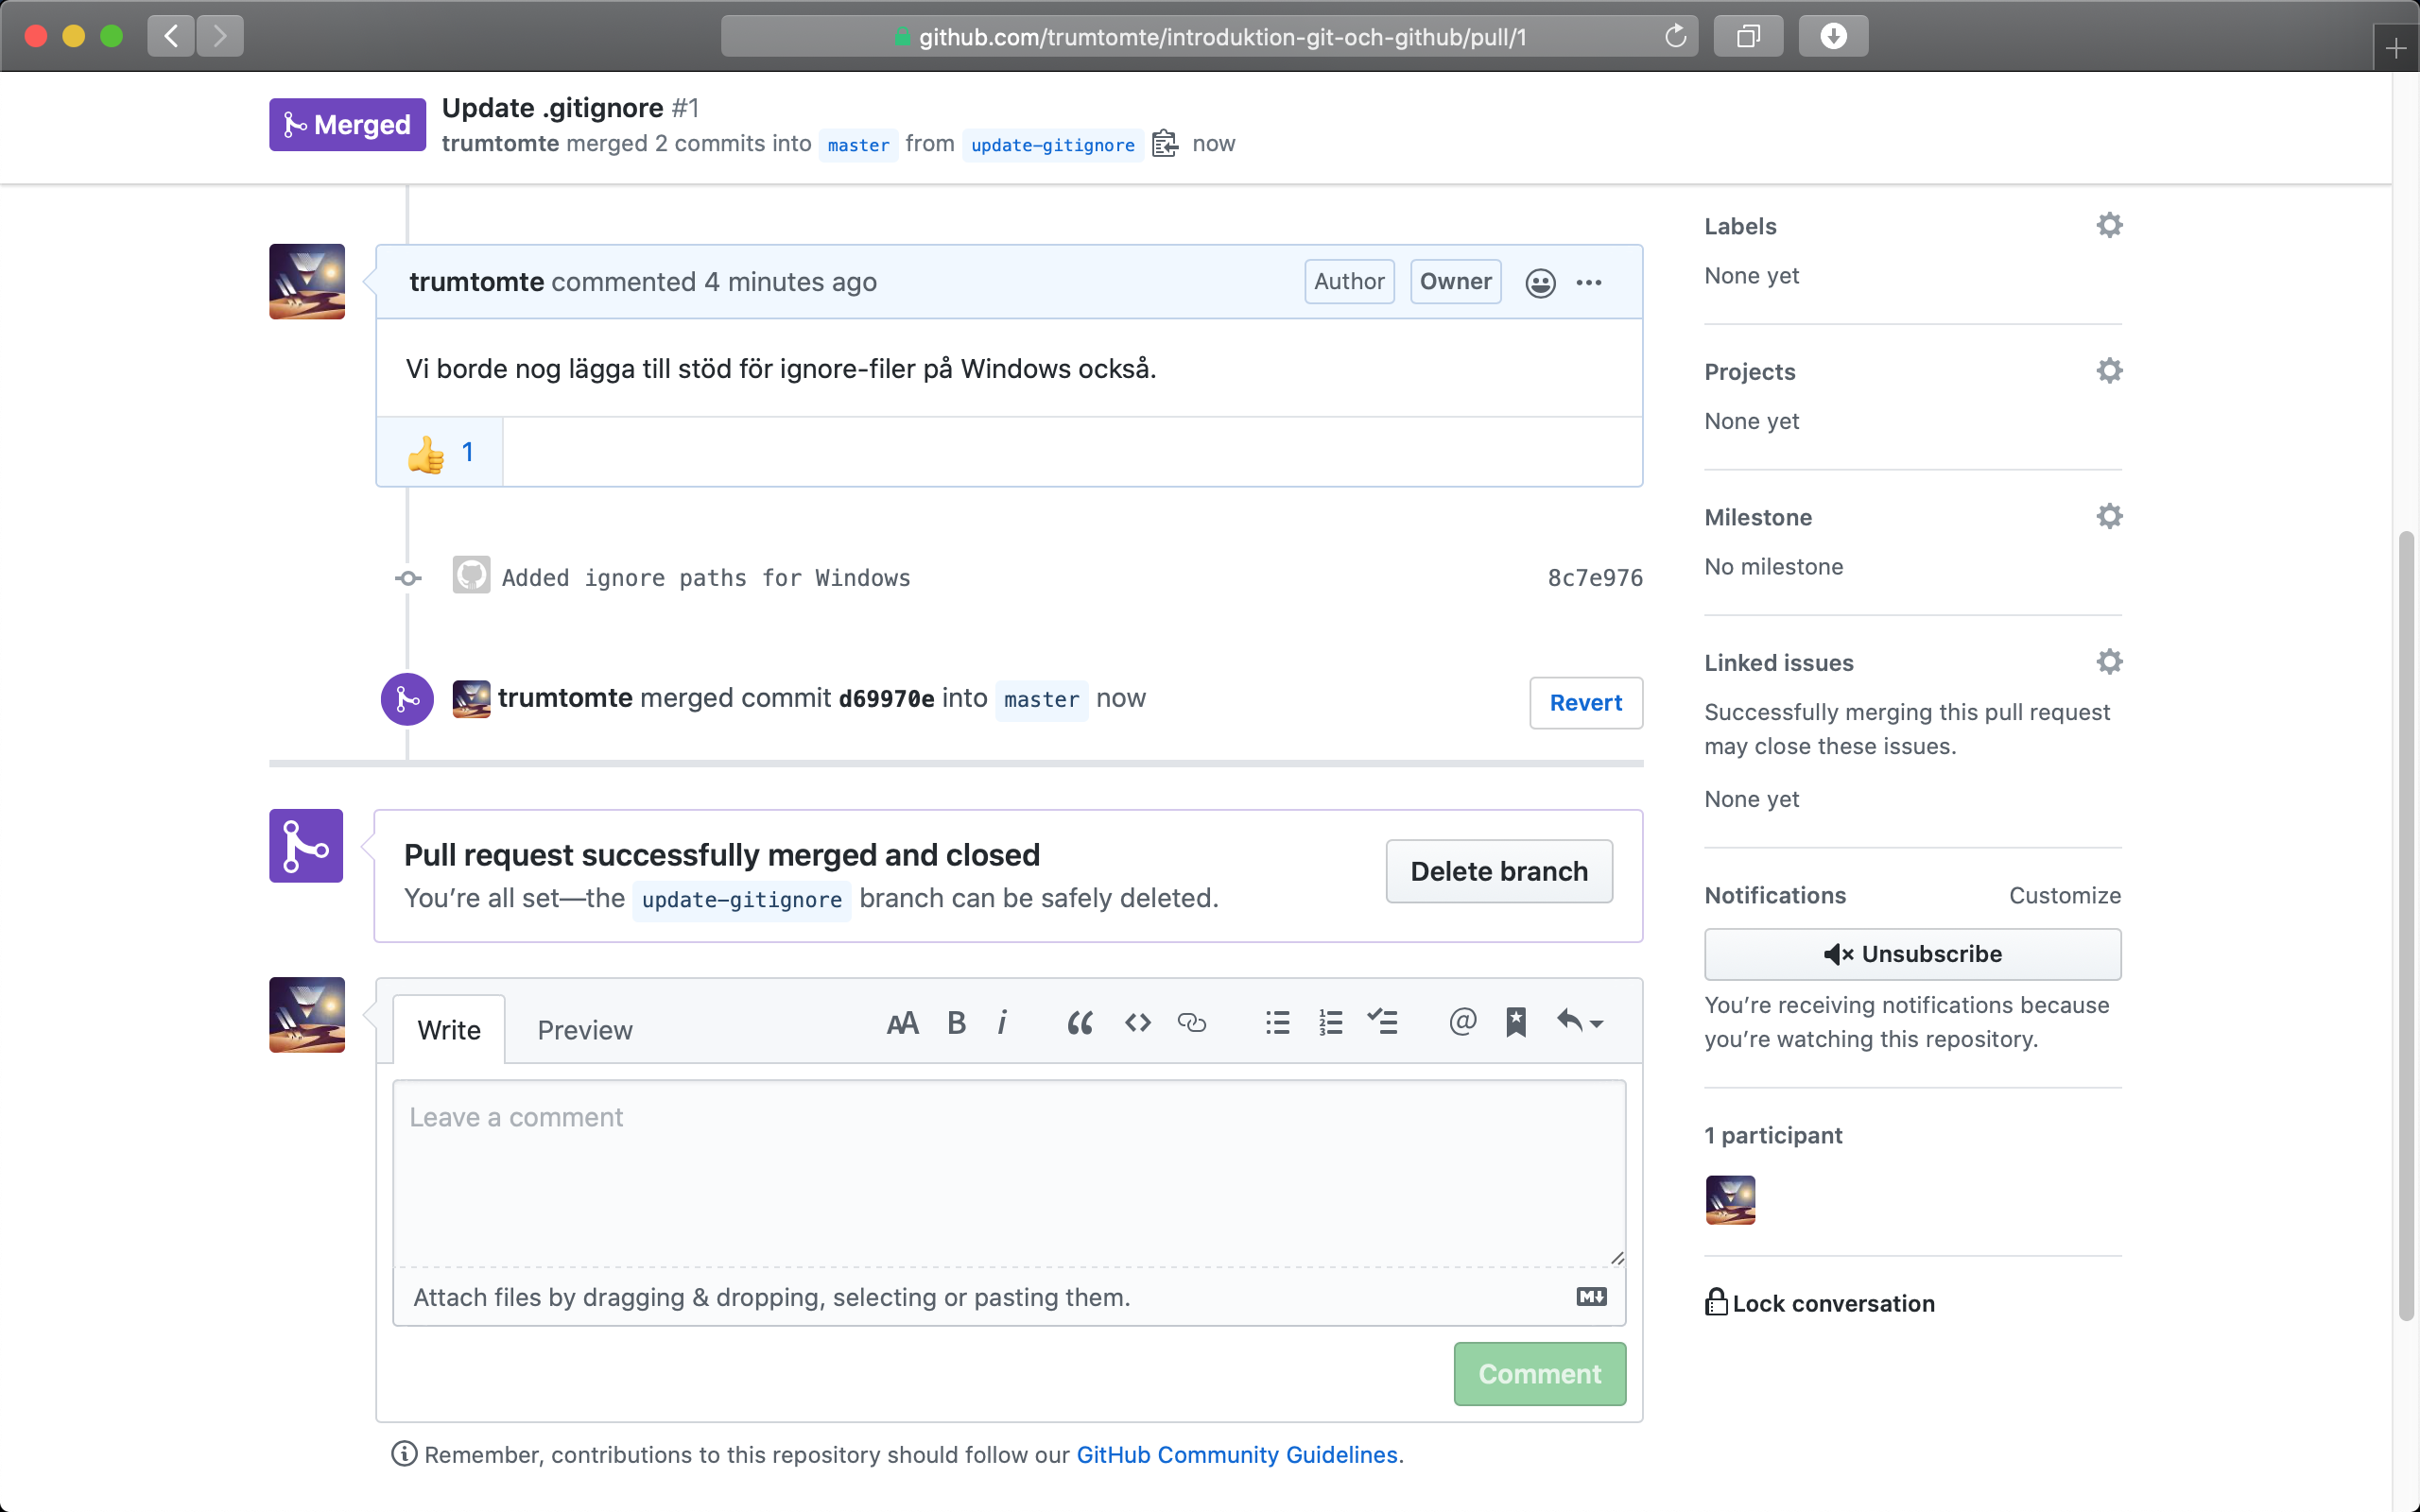 github.com/trumtomte/introduktion-git-och-github/pull/1
Merged
Update .gitignore #1
trumtomte merged 2 commits into master from update-gitignore now
trumtomte commented 4 minutes ago
Author
Owner
Vi borde nog lägga till stöd för ignore-filer på Windows också.
👍 1
Added ignore paths for Windows
8c7e976
trumtomte merged commit d69970e into master now
Revert
Pull request successfully merged and closed
You’re all set—the update-gitignore branch can be safely deleted.
Delete branch
Write
Preview
Leave a comment
Attach files by dragging & dropping, selecting or pasting them.
Comment
Remember, contributions to this repository should follow our GitHub Community Guidelines.
Labels
None yet
Projects
None yet
Milestone
No milestone
Linked issues
Successfully merging this pull request
may close these issues.
None yet
Notifications
Customize
Unsubscribe
You’re receiving notifications because
you’re watching this repository.
1 participant
Lock conversation